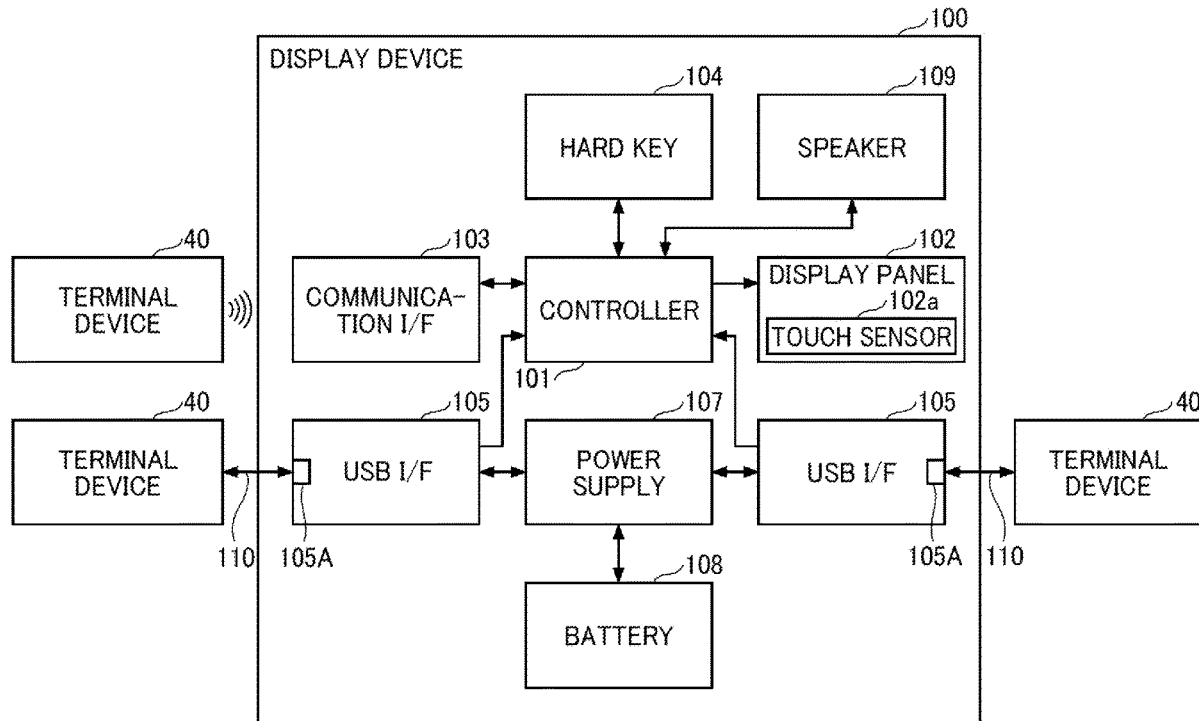 100
DISPLAY DEVICE
104
109
HARD KEY
SPEAKER
40
103
102
TERMINAL
DEVICE
COMMUNICA-
TION I/F
CONTROLLER
DISPLAY PANEL
102a
TOUCH SENSOR
101
40
105
107
105
40
TERMINAL
DEVICE
USB I/F
POWER
SUPPLY
USB I/F
TERMINAL
DEVICE
110
105A
105A
110
108
BATTERY